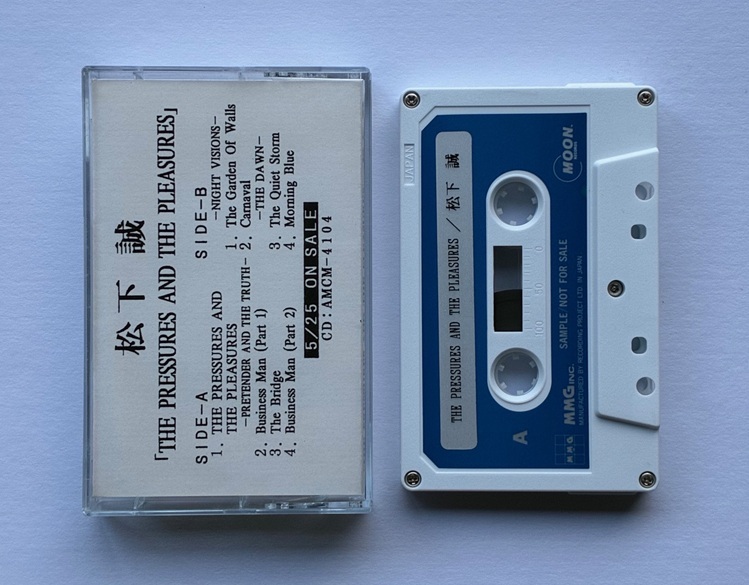 松下 誠
「THE PRESSURES AND THE PLEASURES」
SIDE-A
1. THE PRESSURES AND
THE PLEASURES
-PRETENDER AND THE TRUTH-
2. Business Man (Part 1)
3. The Bridge
4. Business Man (Part 2)
SIDE-B
-NIGHT VISIONS-
1. The Garden Of Walls
2. Carnaval
-THE DAWN-
3. The Quiet Storm
4. Morning Blue
5/25 ON SALE
CD:AMCM-4104
JAPAN
THE PRESSURES AND THE PLEASURES / 松下 誠
MOON.
RECORDS
100 50 0
A
SAMPLE NOT FOR SALE
M.M.G.
MMG INC.
MANUFACTURED BY RECORDING PROJECT LTD. IN JAPAN